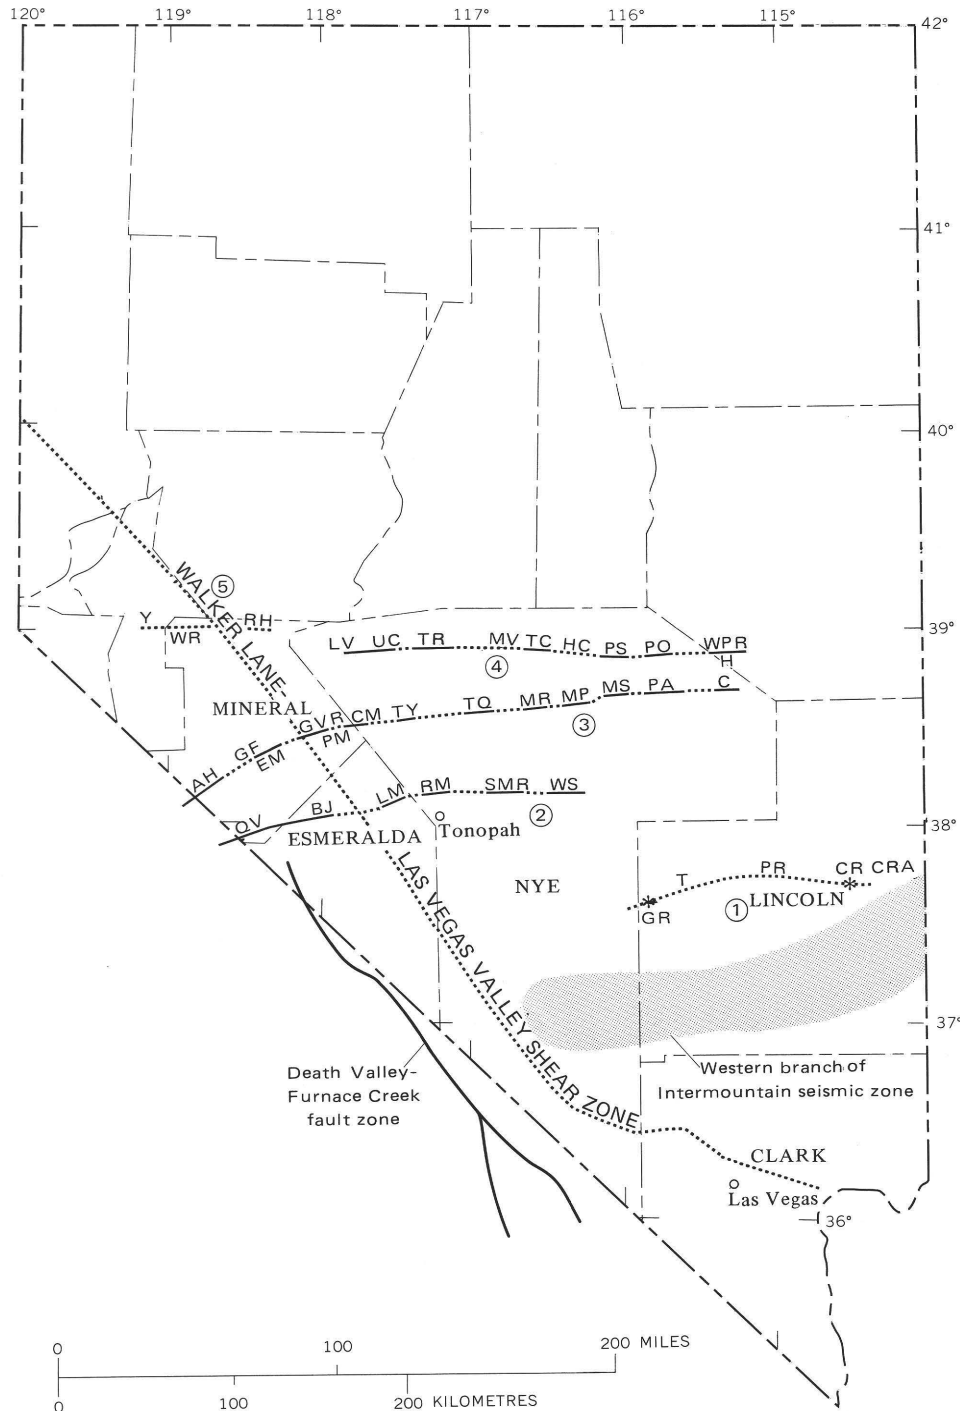 120° 119° 118° 117° 116° 115°
42°
41°
40°
WALKER LANE
5
Y RH
WR
39°
LV UC TR MV TC HC PS PO WPR
H
4
MINERAL
AH GF GVR CM TY TQ MR MP MS PA C
EM PM
3
QV BJ LM RM SMR WS
2
ESMERALDA
Tonopah
38°
LAS VEGAS VALLEY SHEAR ZONE
NYE
T PR CR CRA
GR
1
LINCOLN
37°
Death Valley-
Furnace Creek
fault zone
Western branch of
Intermountain seismic zone
CLARK
Las Vegas
36°
0 100 200 MILES
0 100 200 KILOMETRES